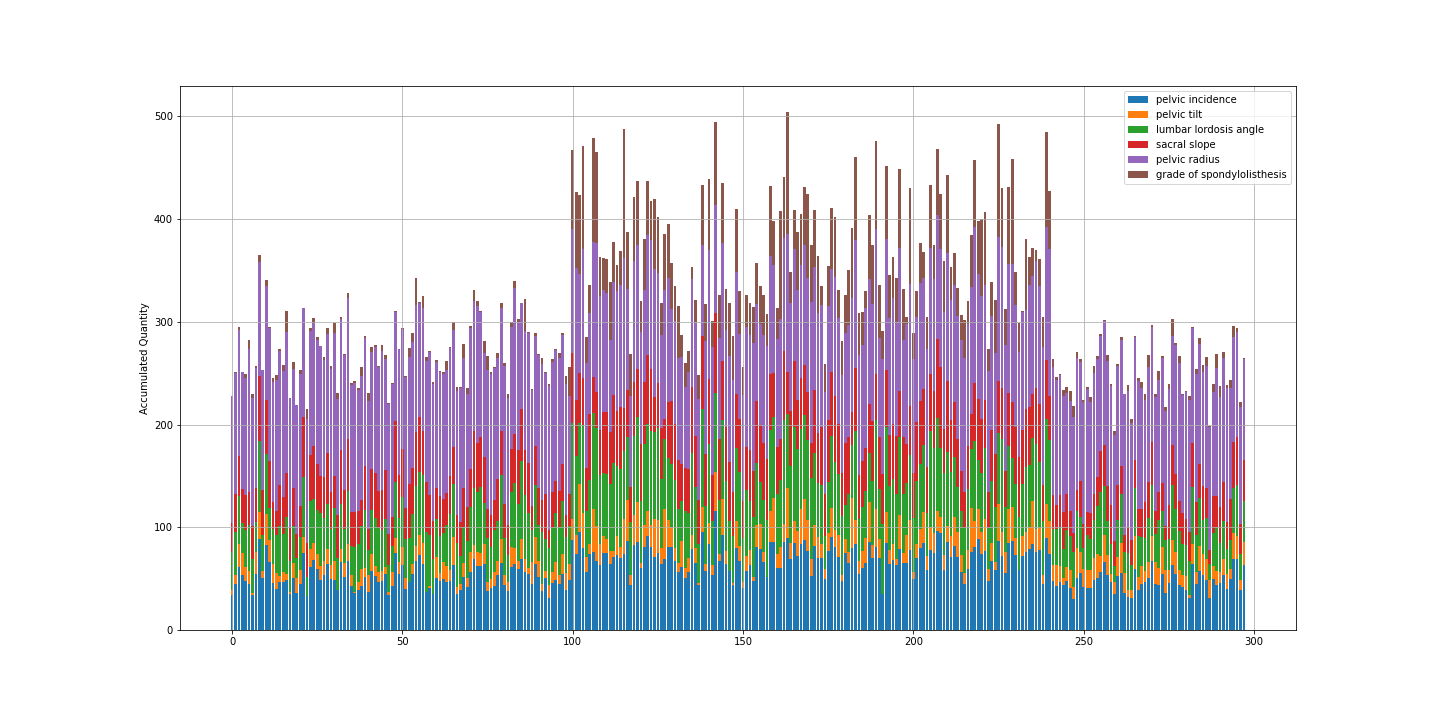 Accumulated Quantity
500
400
300
200
100
0
0
50
100
150
200
250
300
pelvic incidence
pelvic tilt
lumbar lordosis angle
sacral slope
pelvic radius
grade of spondylolisthesis